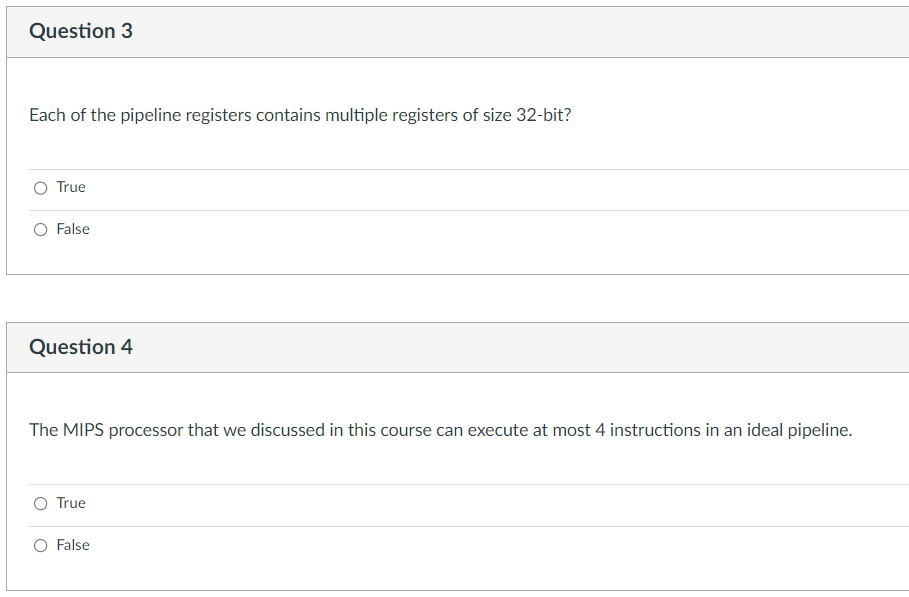 Question 3
Each of the pipeline registers contains multiple registers of size 32-bit?
True
False
Question 4
The MIPS processor that we discussed in this course can execute at most 4 instructions in an ideal pipeline.
True
False